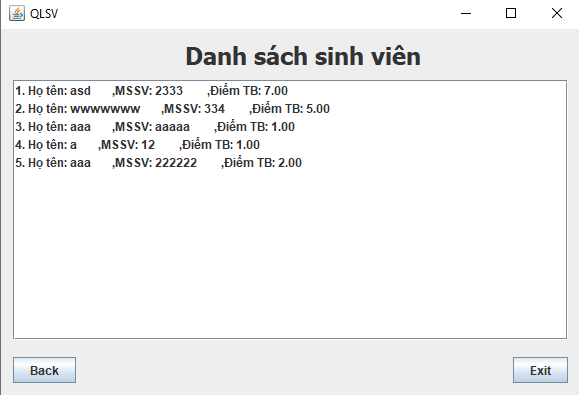 QLSV
Danh sách sinh viên
1. Họ tên: asd ,MSSV: 2333 ,Điểm TB: 7.00
2. Họ tên: wwwwwww ,MSSV: 334 ,Điểm TB: 5.00
3. Họ tên: aaa ,MSSV: aaaaa ,Điểm TB: 1.00
4. Họ tên: a ,MSSV: 12 ,Điểm TB: 1.00
5. Họ tên: aaa ,MSSV: 222222 ,Điểm TB: 2.00
Back
Exit